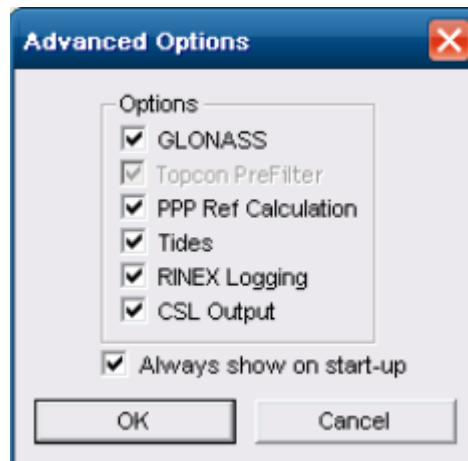 Advanced Options
Options
GLONASS
Topcon PreFilter
PPP Ref Calculation
Tides
RINEX Logging
CSL Output
Always show on start-up
OK
Cancel